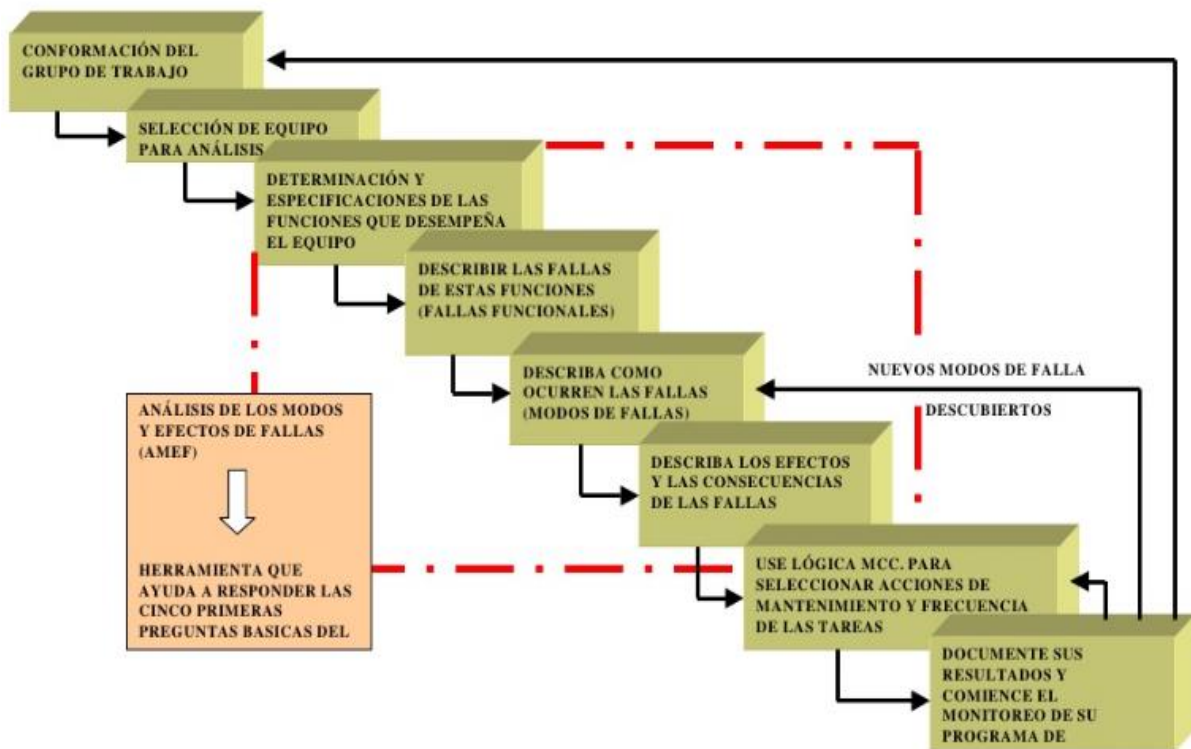 CONFORMACIÓN DEL
GRUPO DE TRABAJO
SELECCIÓN DE EQUIPO
PARA ANÁLISIS
DETERMINACIÓN Y
ESPECIFICACIONES DE LAS
FUNCIONES QUE DESEMPEÑA
EL EQUIPO
DESCRIBIR LAS FALLAS
DE ESTAS FUNCIONES
(FALLAS FUNCIONALES)
DESCRIBA COMO
OCURREN LAS FALLAS
(MODOS DE FALLAS)
NUEVOS MODOS DE FALLA
DESCUBIERTOS
ANÁLISIS DE LOS MODOS
Y EFECTOS DE FALLAS
(AMEF)
HERRAMIENTA QUE
AYUDA A RESPONDER LAS
CINCO PRIMERAS
PREGUNTAS BASICAS DEL
DESCRIBA LOS EFECTOS
Y LAS CONSECUENCIAS
DE LAS FALLAS
USE LÓGICA MCC. PARA
SELECCIONAR ACCIONES DE
MANTENIMIENTO Y FRECUENCIA
DE LAS TAREAS
DOCUMENTE SUS
RESULTADOS Y
COMIENCE EL
MONITOREO DE SU
PROGRAMA DE